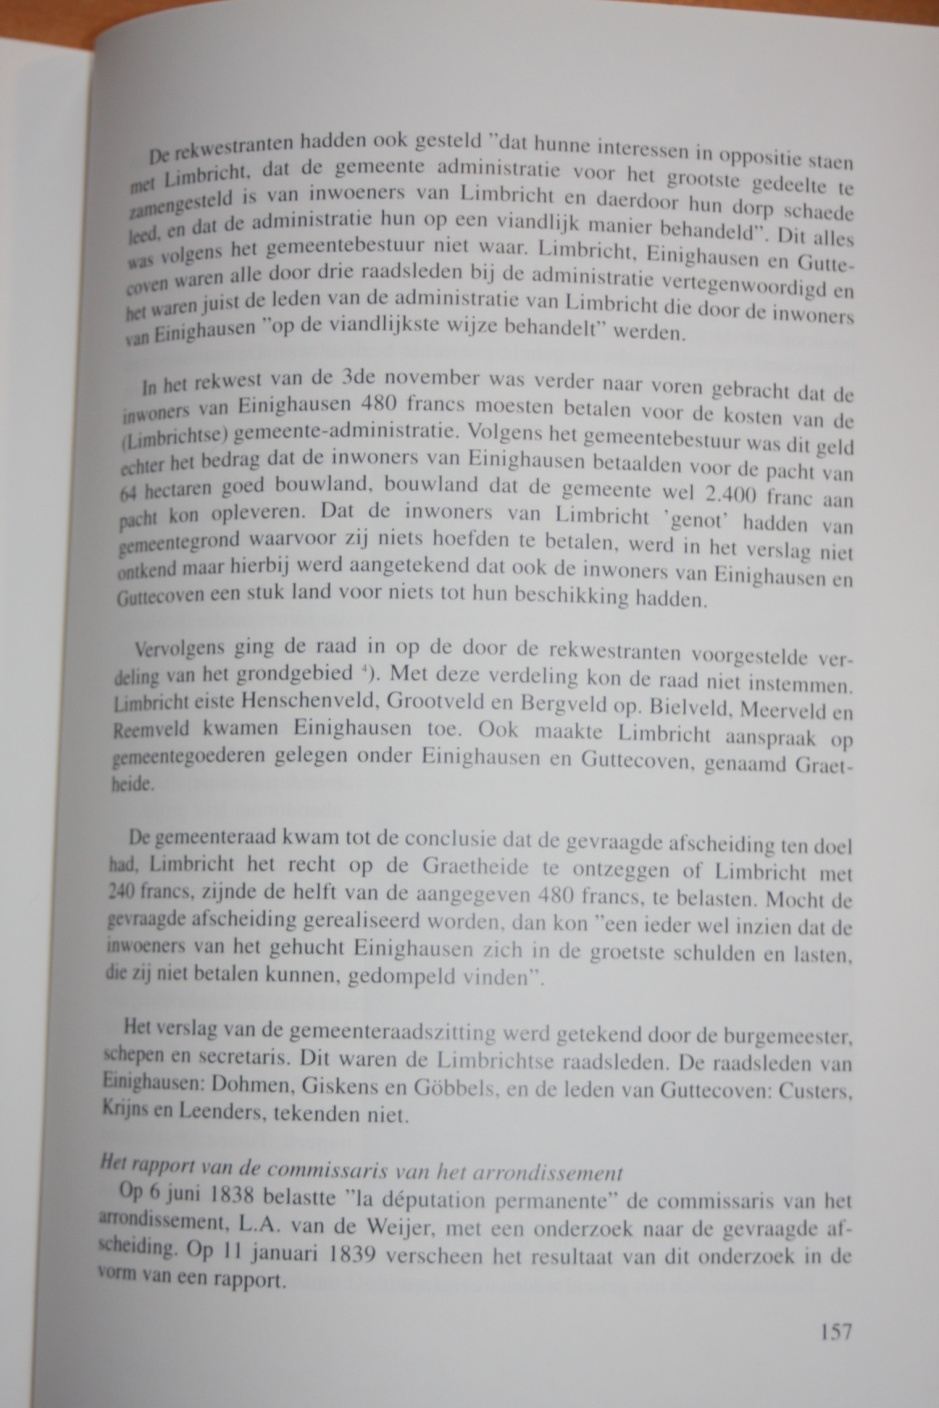 De rekwestranten hadden ook gesteld ”dat hunne interessen in oppositie staen
met Limbricht, dat de gemeente administratie voor het grootste gedeelte te
zamengesteld is van inwoeners van Limbricht en daerdoor hun dorp schaede
leed, en dat de administratie hun op een viandlijk manier behandeld”. Dit alles
was volgens het gemeentebestuur niet waar. Limbricht, Einighausen en Gutte-
coven waren alle door drie raadsleden bij de administratie vertegenwoordigd en
het waren juist de leden van de administratie van Limbricht die door de inwoners
van Einighausen ”op de viandlijkste wijze behandelt” werden.
In het rekwest van de 3de november was verder naar voren gebracht dat de
inwoners van Einighausen 480 francs moesten betalen voor de kosten van de
(Limbrichtse) gemeente-administratie. Volgens het gemeentebestuur was dit geld
echter het bedrag dat de inwoners van Einighausen betaalden voor de pacht van
64 hectaren goed bouwland, bouwland dat de gemeente wel 2.400 franc aan
pacht kon opleveren. Dat de inwoners van Limbricht ’genot’ hadden van
gemeentegrond waarvoor zij niets hoefden te betalen, werd in het verslag niet
ontkend maar hierbij werd aangetekend dat ook de inwoners van Einighausen en
Guttecoven een stuk land voor niets tot hun beschikking hadden.
Vervolgens ging de raad in op de door de rekwestranten voorgestelde ver-
deling van het grondgebied ⁴). Met deze verdeling kon de raad niet instemmen.
Limbricht eiste Henschenveld, Grootveld en Bergveld op. Bielveld, Meerveld en
Reemveld kwamen Einighausen toe. Ook maakte Limbricht aanspraak op
gemeentegoederen gelegen onder Einighausen en Guttecoven, genaamd Graet-
heide.
De gemeenteraad kwam tot de conclusie dat de gevraagde afscheiding ten doel
had, Limbricht het recht op de Graetheide te ontzeggen of Limbricht met
240 francs, zijnde de helft van de aangegeven 480 francs, te belasten. Mocht de
gevraagde afscheiding gerealiseerd worden, dan kon ”een ieder wel inzien dat de
inwoeners van het gehucht Einighausen zich in de groetste schulden en lasten,
die zij niet betalen kunnen, gedompeld vinden”.
Het verslag van de gemeenteraadszitting werd getekend door de burgemeester,
schepen en secretaris. Dit waren de Limbrichtse raadsleden. De raadsleden van
Einighausen: Dohmen, Giskens en Göbbels, en de leden van Guttecoven: Custers,
Krijns en Leenders, tekenden niet.
Het rapport van de commissaris van het arrondissement
Op 6 juni 1838 belastte ”la députation permanente” de commissaris van het
arrondissement, L.A. van de Weijer, met een onderzoek naar de gevraagde af-
scheiding. Op 11 januari 1839 verscheen het resultaat van dit onderzoek in de
vorm van een rapport.
157